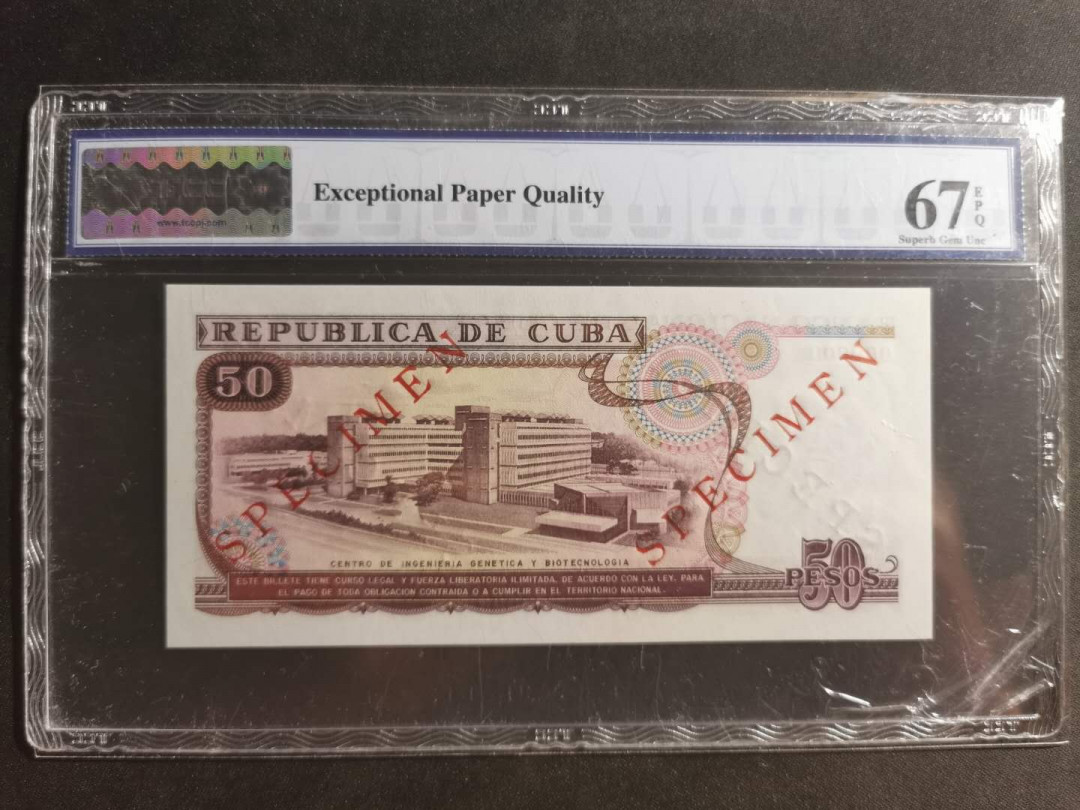 Exceptional Paper Quality
67 EPQ
Superb Gem Unc
REPUBLICA DE CUBA
50
SPECIMEN
SPECIMEN
CENTRO DE INGENIERIA GENETICA Y BIOTECNOLOGIA
ESTE BILLETE TIENE CURSO LEGAL Y FUERZA LIBERATORIA ILIMITADA, DE ACUERDO CON LA LEY, PARA
EL PAGO DE TODA OBLIGACION CONTRAIDA O A CUMPLIR EN EL TERRITORIO NACIONAL.
50
PESOS